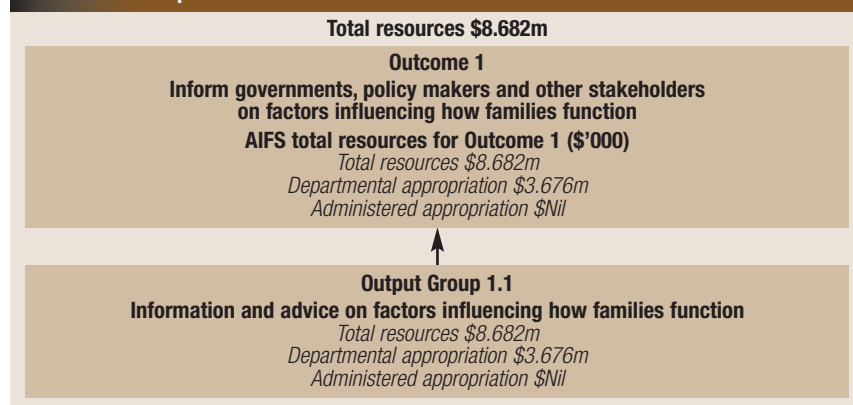 Total resources $8.682m
Outcome 1
Inform governments, policy makers and other stakeholders
on factors influencing how families function
AIFS total resources for Outcome 1 ($'000)
Total resources $8.682m
Departmental appropriation $3.676m
Administered appropriation $Nil
Output Group 1.1
Information and advice on factors influencing how families function
Total resources $8.682m
Departmental appropriation $3.676m
Administered appropriation $Nil